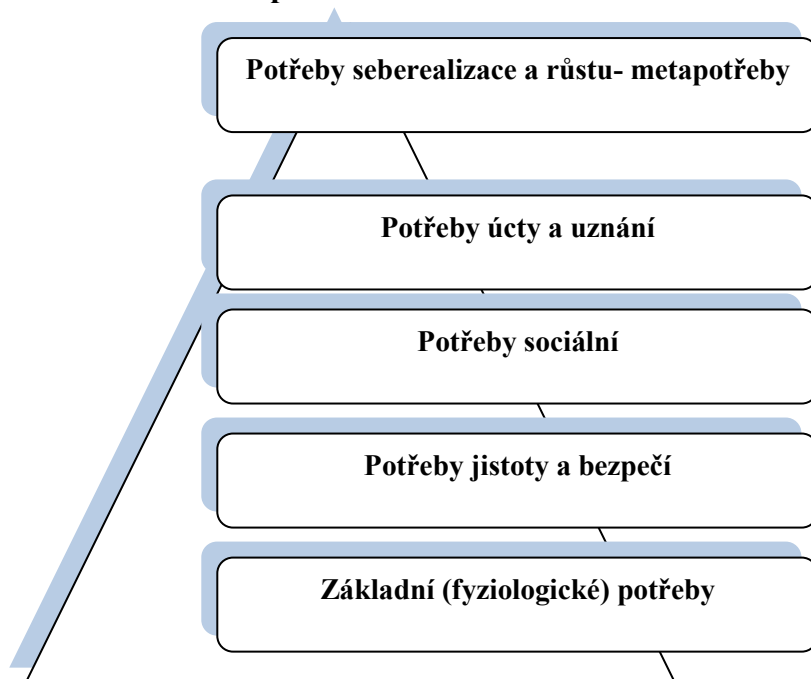 Potřeby seberealizace a růstu- metapotřeby
Potřeby úcty a uznání
Potřeby sociální
Potřeby jistoty a bezpečí
Základní (fyziologické) potřeby